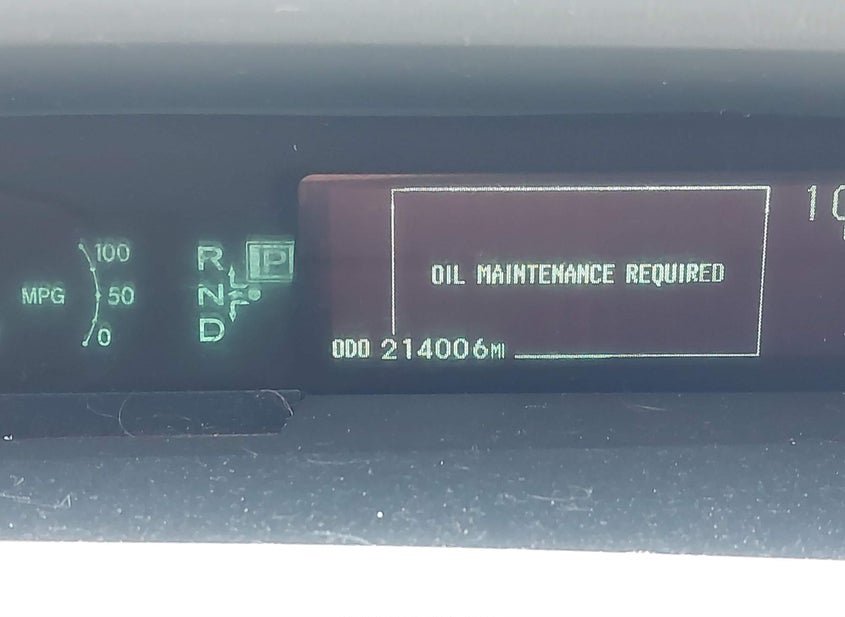 100
MPG 50
0
R P
N
D
OIL MAINTENANCE REQUIRED
ODO 214006MI